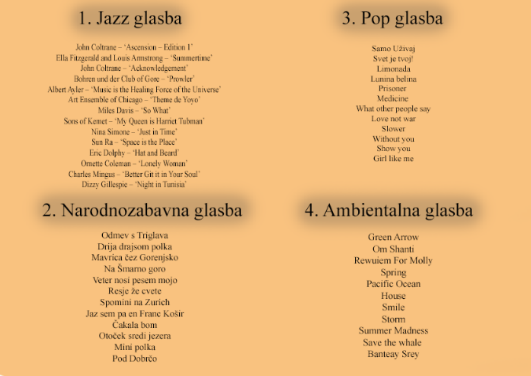 1. Jazz glasba
John Coltrane – ‘Ascension – Edition I’
Ella Fitzgerald and Louis Armstrong – ‘Summertime’
John Coltrane – ‘Acknowledgement’
Bohren und der Club of Gore – ‘Prowler’
Albert Ayler – ‘Music is the Healing Force of the Universe’
Art Ensemble of Chicago – ‘Theme de Yoyo’
Miles Davis – ‘So What’
Sons of Kemet – ‘My Queen is Harriet Tubman’
Nina Simone – ‘Just in Time’
Sun Ra – ‘Space is the Place’
Eric Dolphy – ‘Hat and Beard’
Ornette Coleman – ‘Lonely Woman’
Charles Mingus – ‘Better Git it in Your Soul’
Dizzy Gillespie – ‘Night in Tunisia’
2. Narodnozabavna glasba
Odmev s Triglava
Drija drajsom polka
Mavrica čez Gorenjsko
Na Šmarno goro
Veter nosi pesem mojo
Resje že cvete
Spomini na Zurich
Jaz sem pa en Franc Košir
Čakala bom
Otoček sredi jezera
Mini polka
Pod Dobrčo
3. Pop glasba
Samo Uživaj
Svet je tvoj!
Limonada
Lunina belina
Prisoner
Medicine
What other people say
Love not war
Slower
Without you
Show you
Girl like me
4. Ambientalna glasba
Green Arrow
Om Shanti
Rewuiem For Molly
Spring
Pacific Ocean
House
Smile
Storm
Summer Madness
Save the whale
Banteay Srey